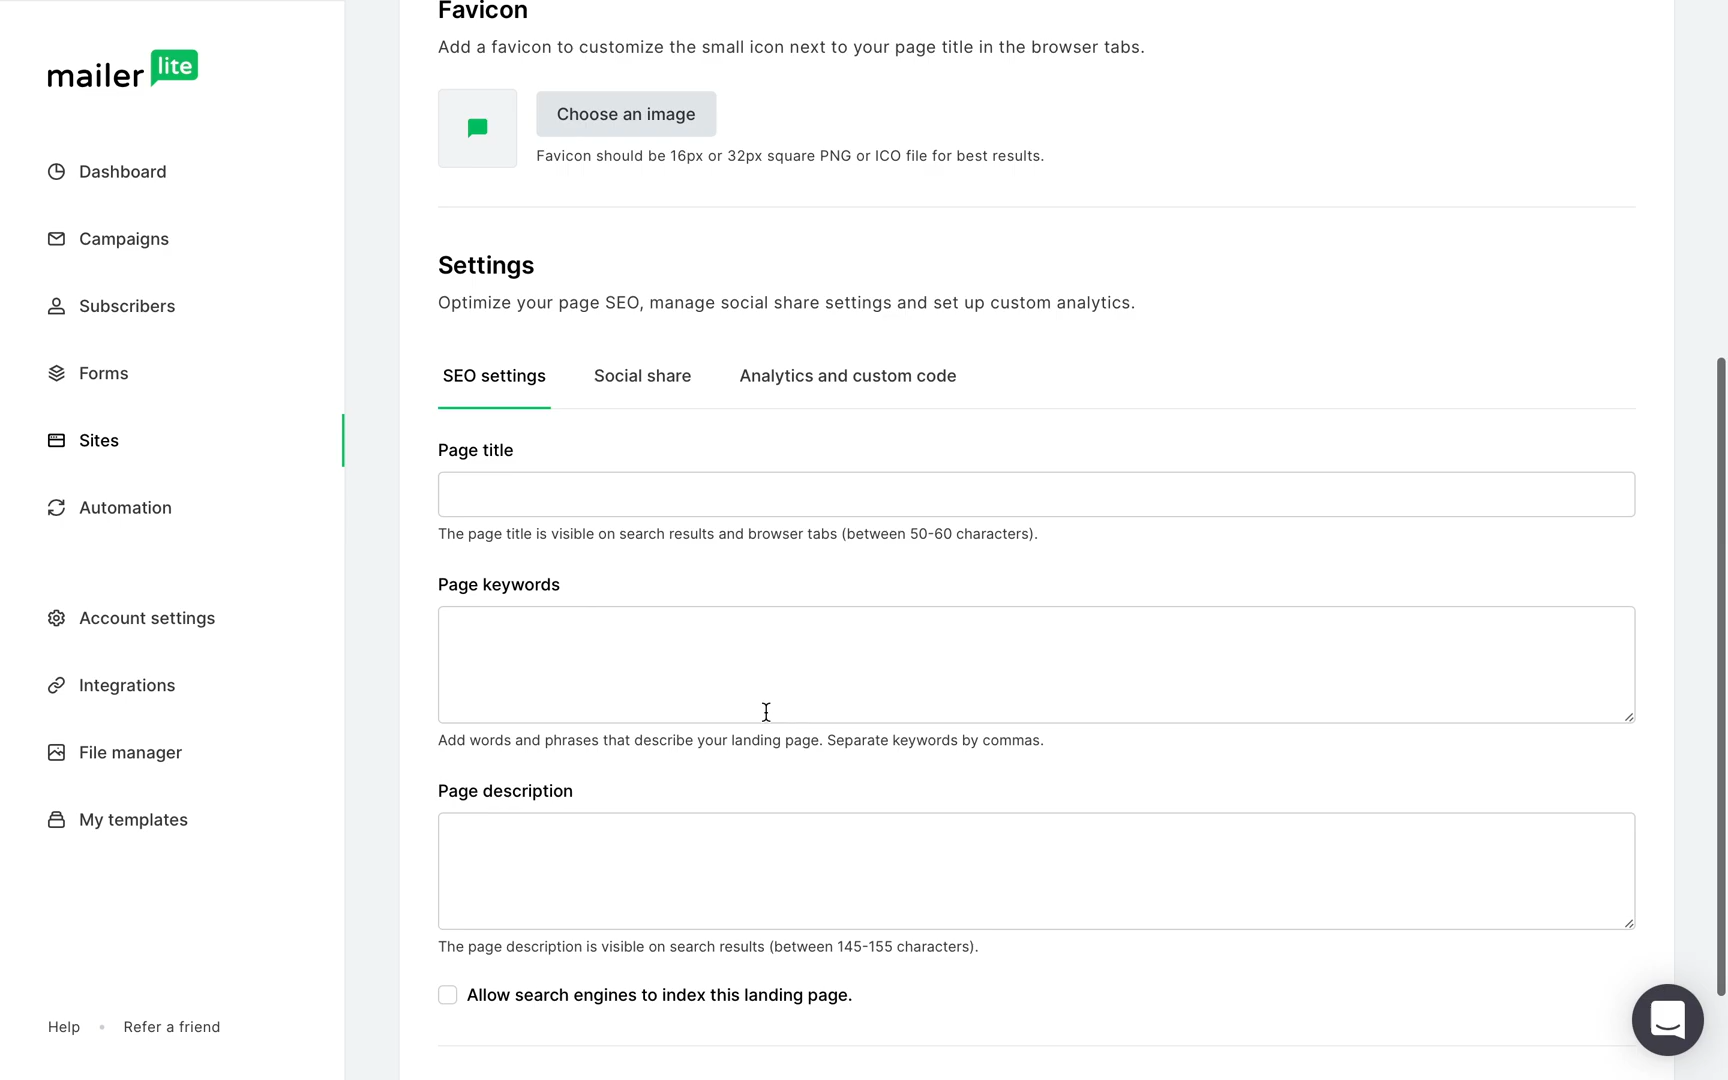 mailer lite
Dashboard
Campaigns
Subscribers
Forms
Sites
Automation
Account settings
Integrations
File manager
My templates
Help • Refer a friend
Favicon
Add a favicon to customize the small icon next to your page title in the browser tabs.
Choose an image
Favicon should be 16px or 32px square PNG or ICO file for best results.
Settings
Optimize your page SEO, manage social share settings and set up custom analytics.
SEO settings Social share Analytics and custom code
Page title
The page title is visible on search results and browser tabs (between 50-60 characters).
Page keywords
Add words and phrases that describe your landing page. Separate keywords by commas.
Page description
The page description is visible on search results (between 145-155 characters).
Allow search engines to index this landing page.